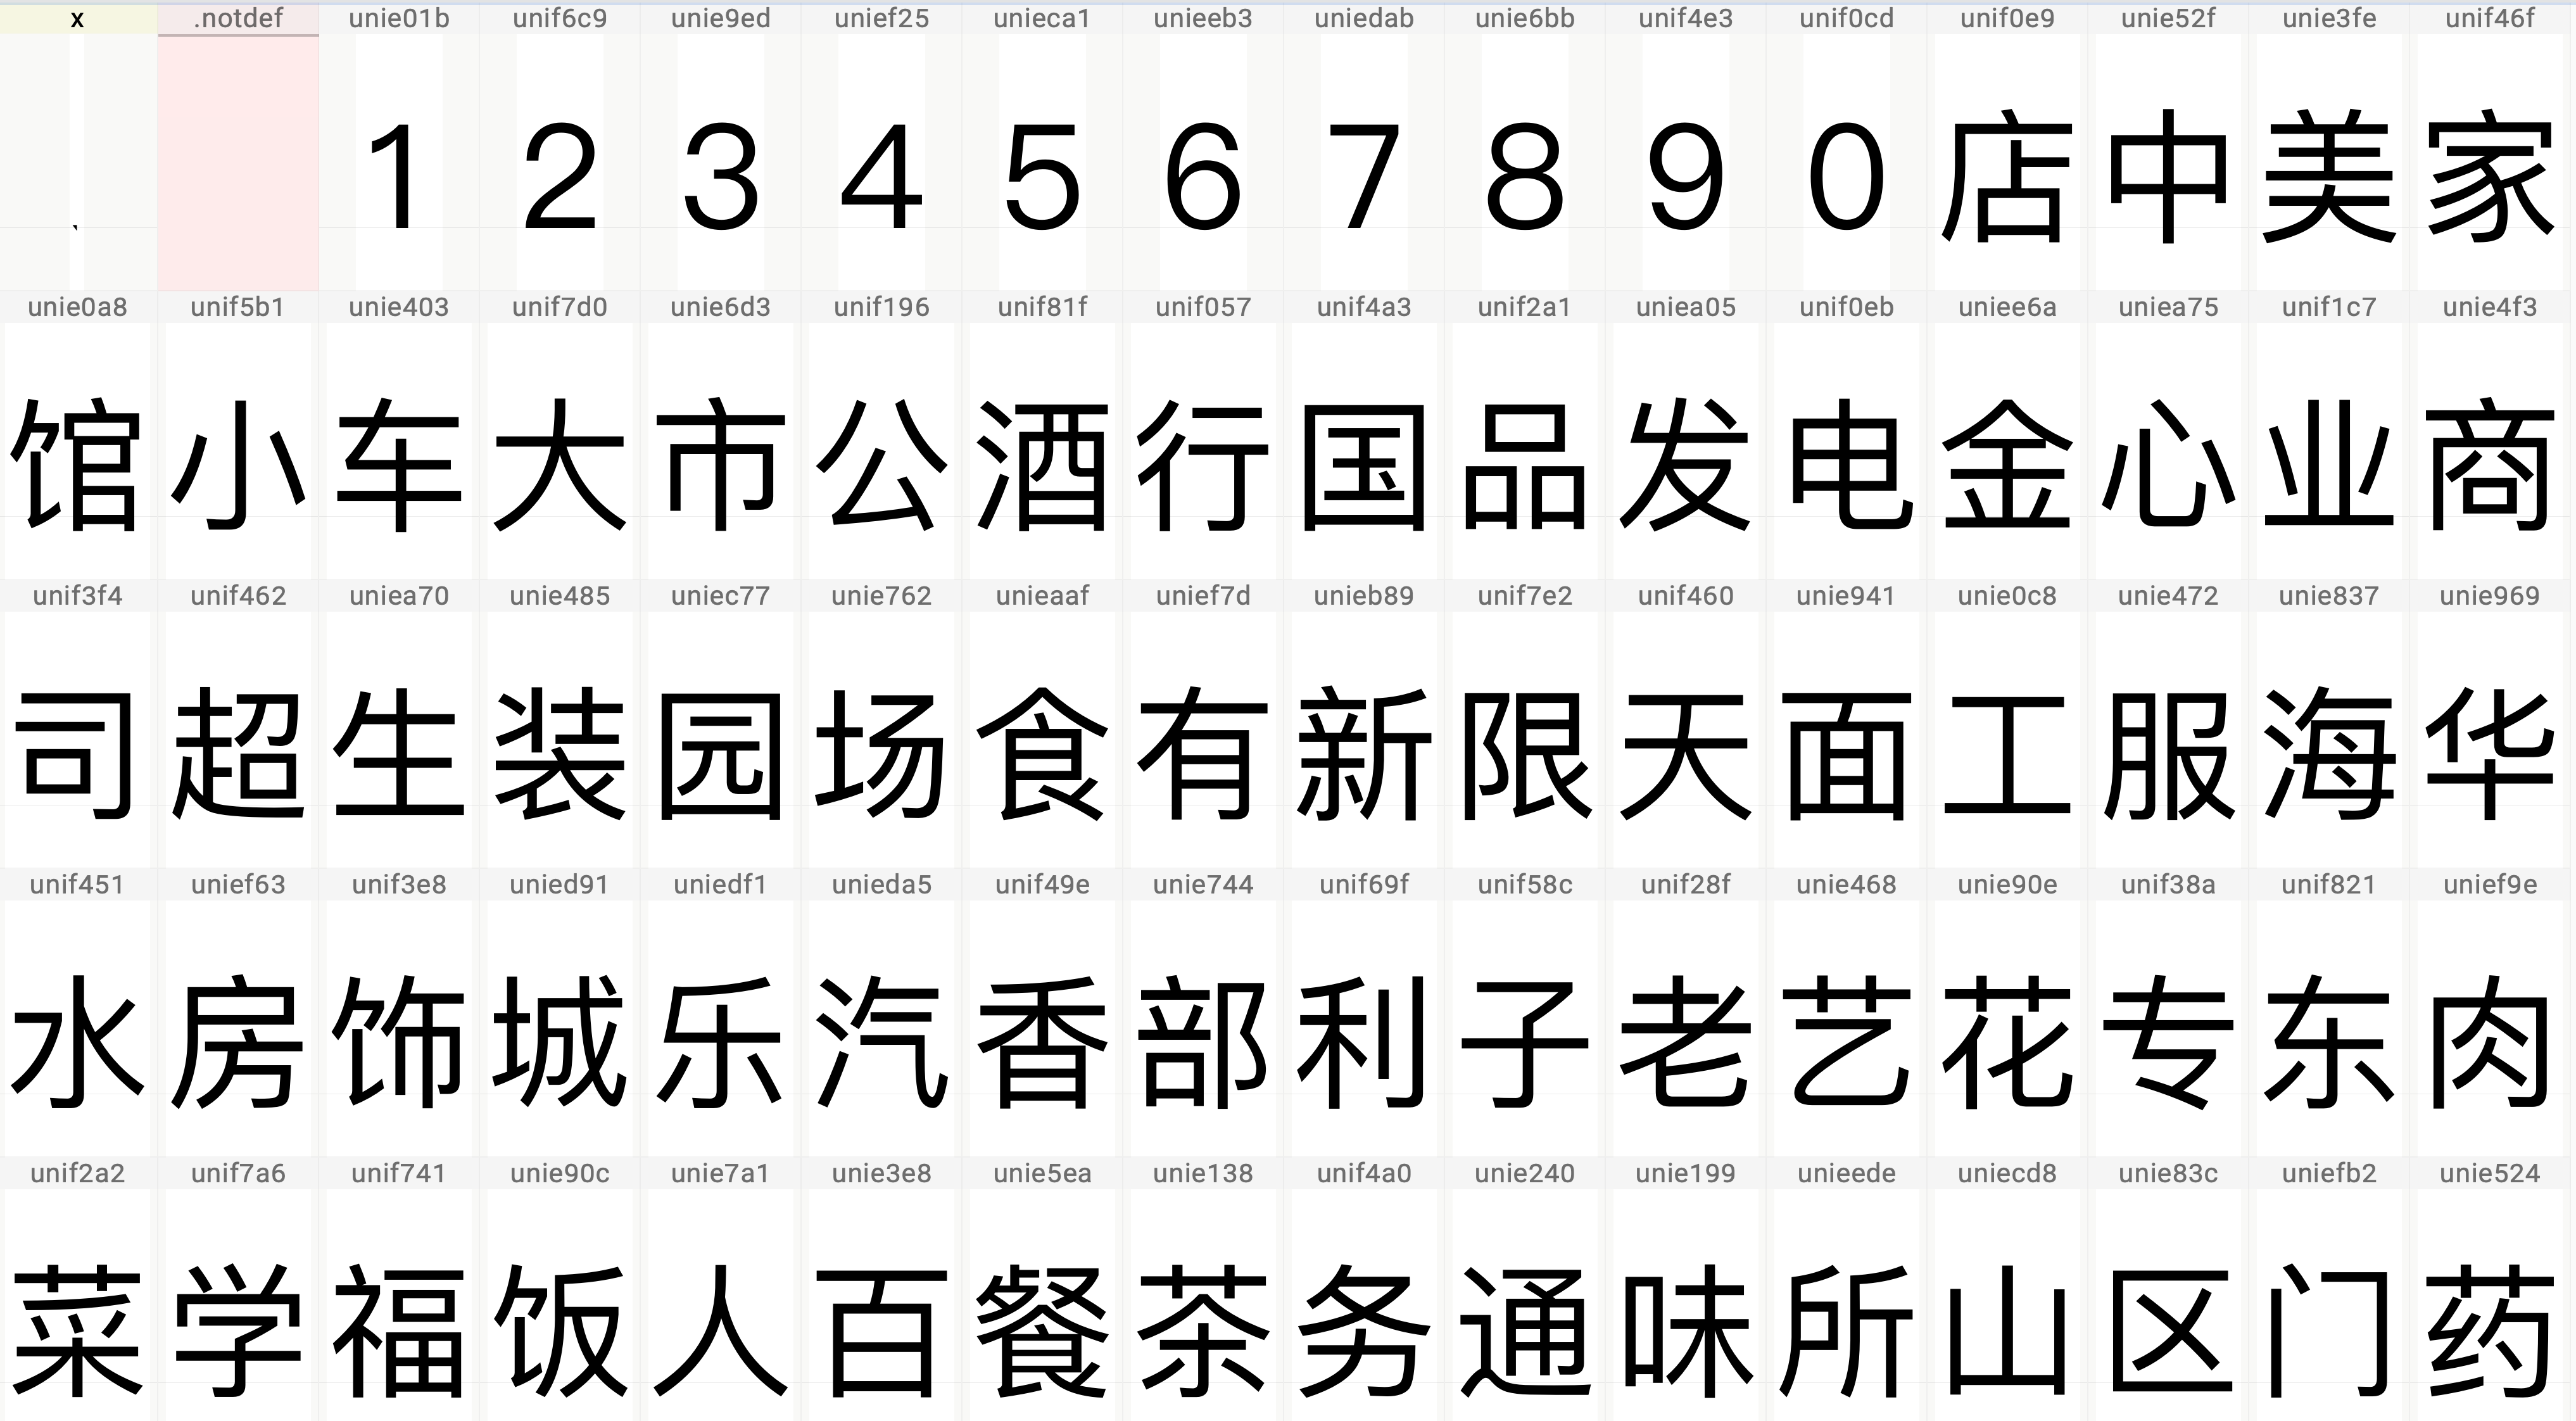 x .notdef unie01b unif6c9 unie9ed unief25 unieca1 unieeb3 uniedab unie6bb unif4e3 unif0cd unif0e9 unie52f unie3fe unif46f
1 2 3 4 5 6 7 8 9 0 店 中 美 家
unie0a8 unif5b1 unie403 unif7d0 unie6d3 unif196 unif81f unif057 unif4a3 unif2a1 uniea05 unif0eb uniee6a uniea75 unif1c7 unie4f3
馆 小 车 大 市 公 酒 行 国 品 发 电 金 心 业 商
unif3f4 unif462 uniea70 unie485 uniec77 unie762 unieaaf unief7d unieb89 unif7e2 unif460 unie941 unie0c8 unie472 unie837 unie969
司 超 生 装 园 场 食 有 新 限 天 面 工 服 海 华
unif451 unief63 unif3e8 unied91 uniedf1 unieda5 unif49e unie744 unif69f unif58c unif28f unie468 unie90e unif38a unif821 unief9e
水 房 饰 城 乐 汽 香 部 利 子 老 艺 花 专 东 肉
unif2a2 unif7a6 unif741 unie90c unie7a1 unie3e8 unie5ea unie138 unif4a0 unie240 unie199 unieede uniecd8 unie83c uniefb2 unie524
菜 学 福 饭 人 百 餐 茶 务 通 味 所 山 区 门 药